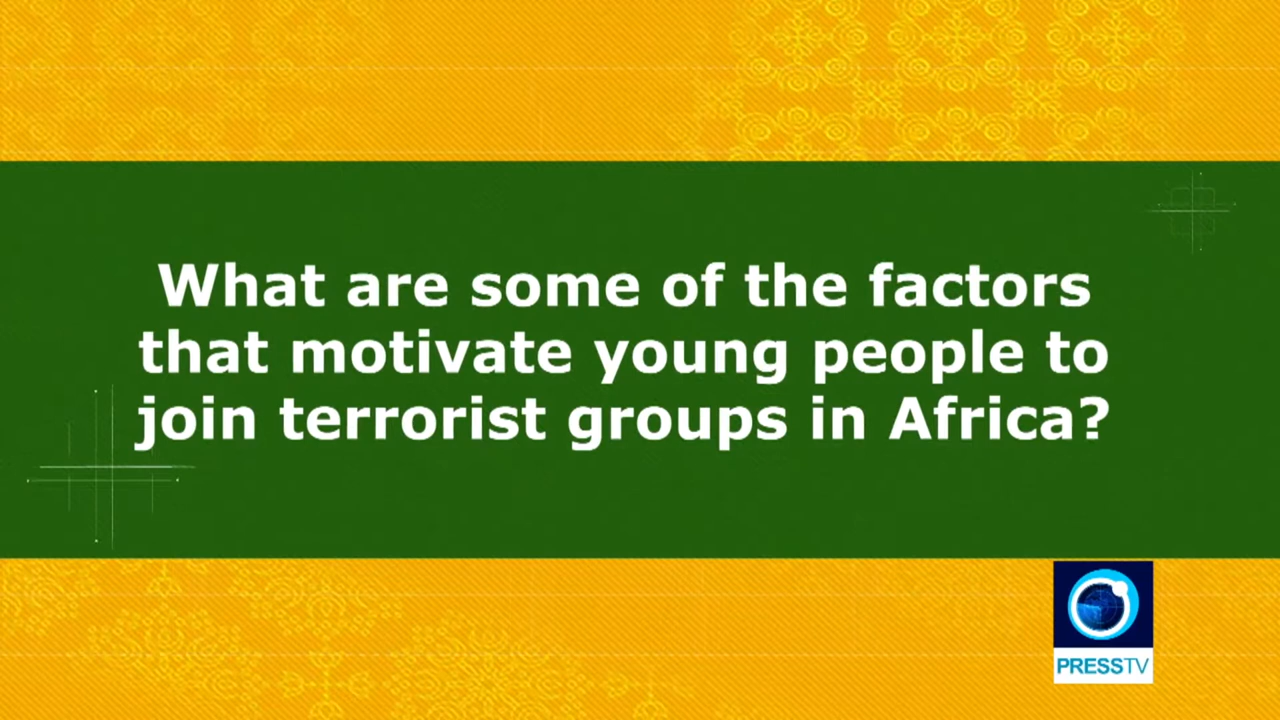 What are some of the factors
that motivate young people to
join terrorist groups in Africa?
PRESSTV